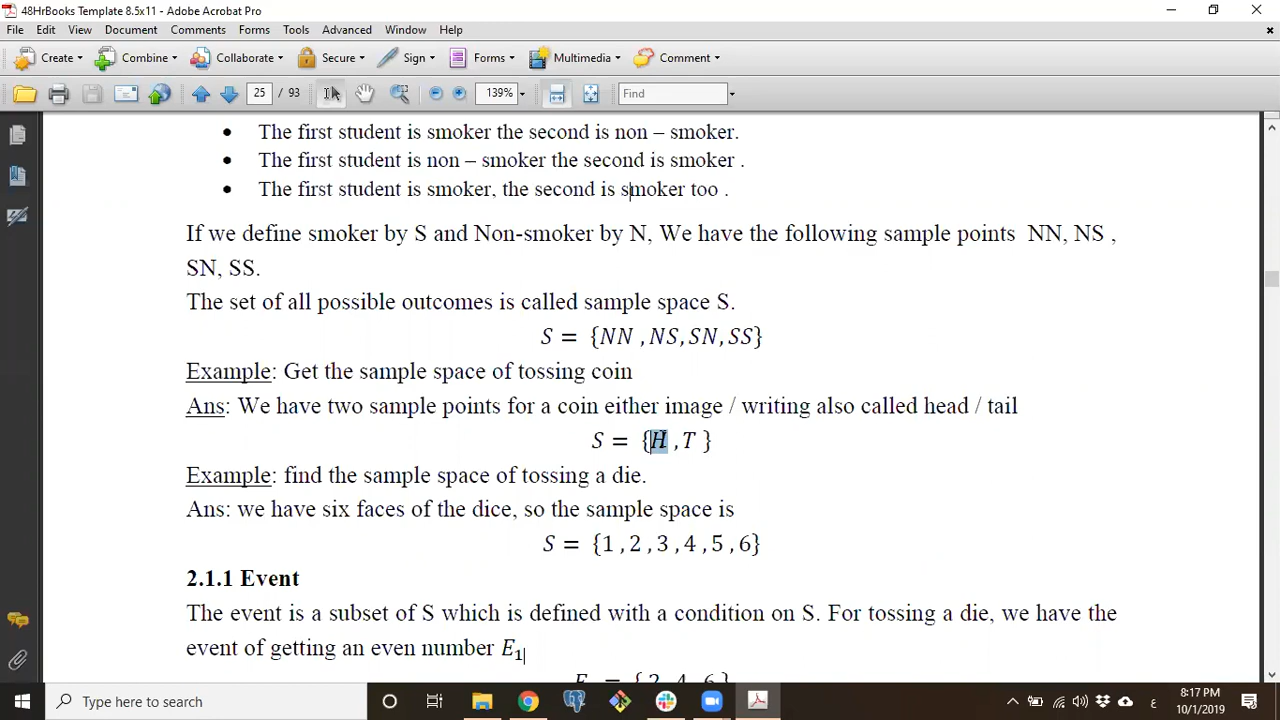 48HrBooks Template 8.5x11 - Adobe Acrobat Pro
File Edit View Document Comments Forms Tools Advanced Window Help
Create Combine Collaborate Secure Sign Forms Multimedia Comment
25 / 93 139% Find
• The first student is smoker the second is non – smoker.
• The first student is non – smoker the second is smoker .
• The first student is smoker, the second is smoker too .
If we define smoker by S and Non-smoker by N, We have the following sample points NN, NS ,
SN, SS.
The set of all possible outcomes is called sample space S.
S = {NN ,NS,SN,SS}
Example: Get the sample space of tossing coin
Ans: We have two sample points for a coin either image / writing also called head / tail
S = {H ,T }
Example: find the sample space of tossing a die.
Ans: we have six faces of the dice, so the sample space is
S = {1 ,2 ,3 ,4 ,5 ,6}
2.1.1 Event
The event is a subset of S which is defined with a condition on S. For tossing a die, we have the
event of getting an even number E₁
= { 2 4 6 }
Type here to search
ع
8:17 PM
10/1/2019